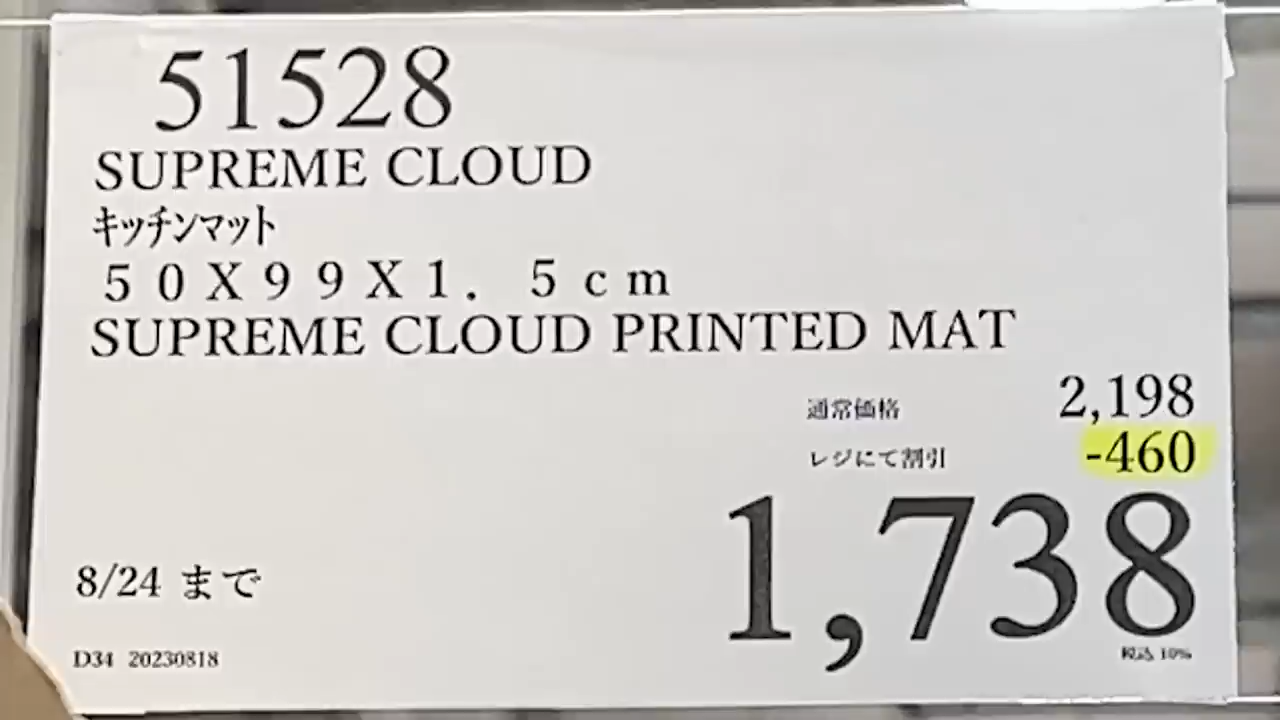 51528
SUPREME CLOUD
キッチンマット
50X99X1. 5cm
SUPREME CLOUD PRINTED MAT
通常価格 2,198
レジにて割引 -460
1,738
8/24 まで
税込 10%
D34 20230818